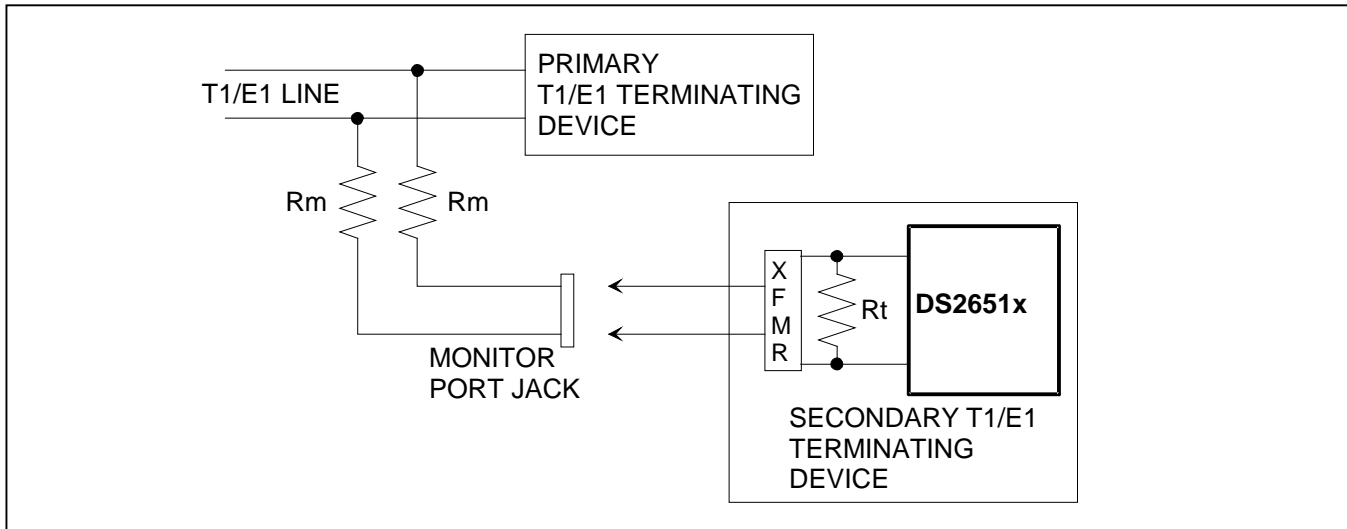 PRIMARY
T1/E1 TERMINATING
DEVICE
T1/E1 LINE
Rm
Rm
X
F
M
R
Rt
DS2651x
MONITOR
PORT JACK
SECONDARY T1/E1
TERMINATING
DEVICE